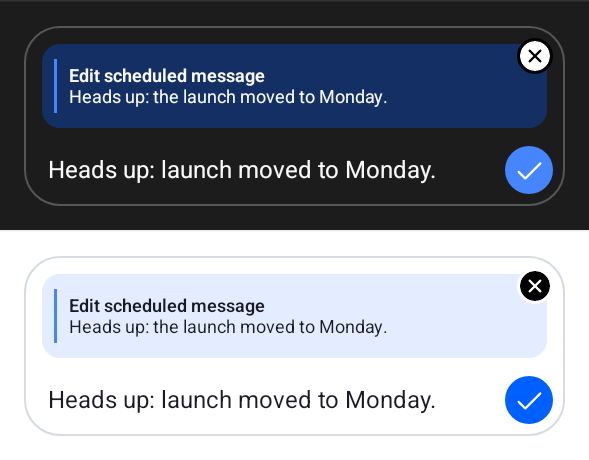 Edit scheduled message
Heads up: the launch moved to Monday.
Heads up: launch moved to Monday.
Edit scheduled message
Heads up: the launch moved to Monday.
Heads up: launch moved to Monday.